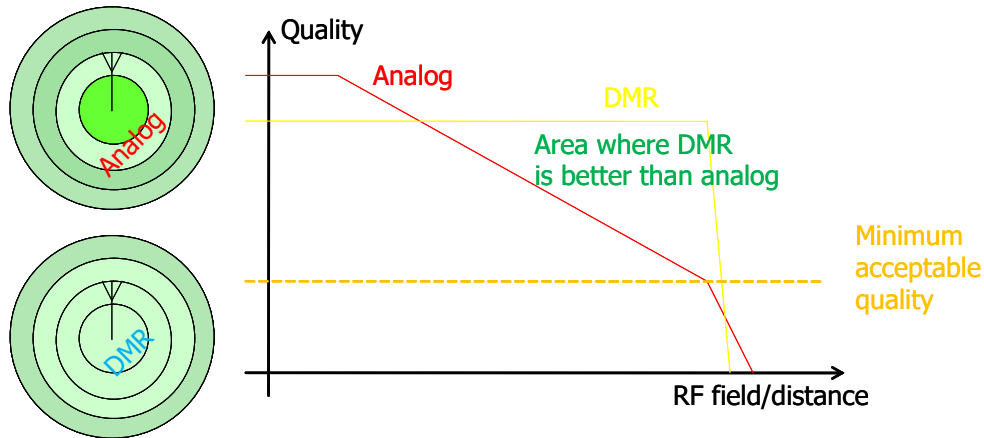 Analog
DMR
Quality
Analog
DMR
Area where DMR
is better than analog
Minimum
acceptable
quality
RF field/distance